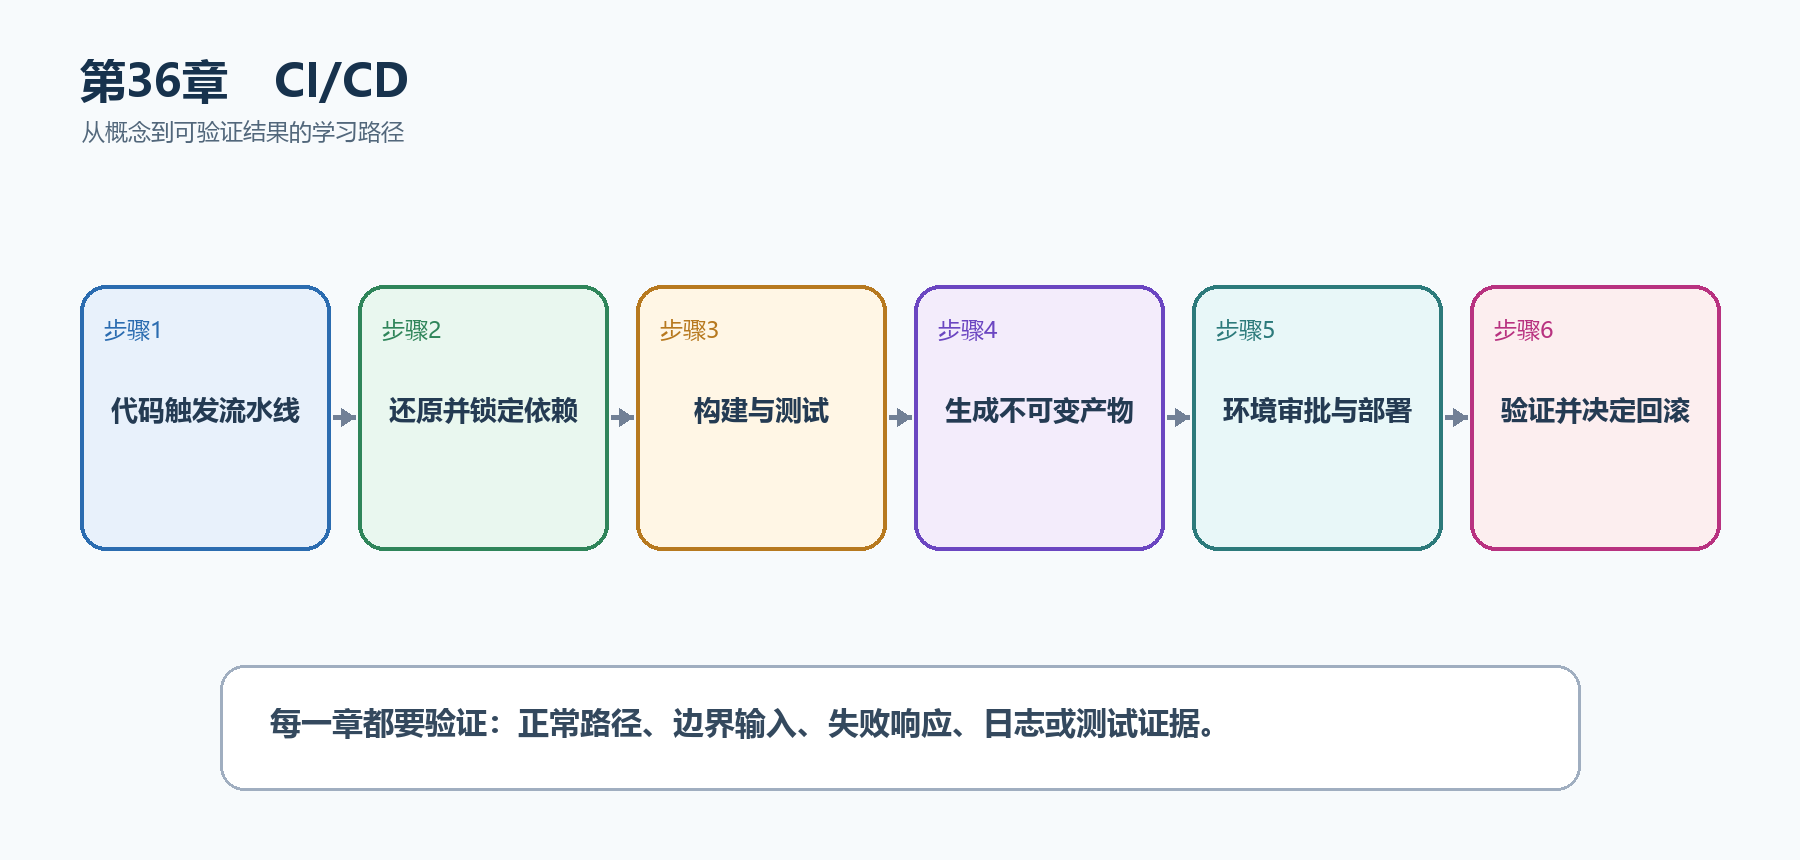 第36章　CI/CD
从概念到可验证结果的学习路径
步骤1
代码触发流水线
步骤2
还原并锁定依赖
步骤3
构建与测试
步骤4
生成不可变产物
步骤5
环境审批与部署
步骤6
验证并决定回滚
每一章都要验证：正常路径、边界输入、失败响应、日志或测试证据。